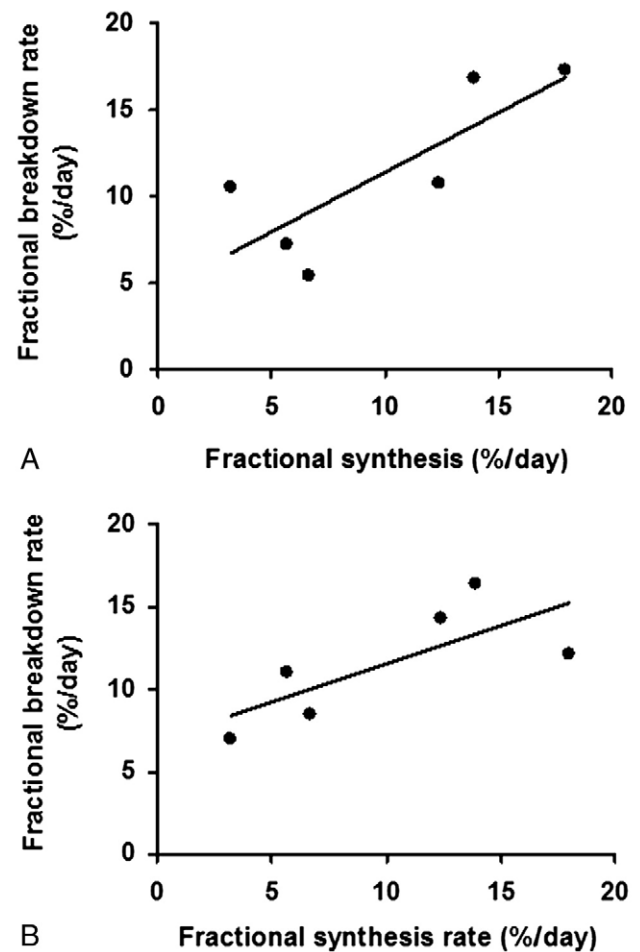 20
15
10
5
0
Fractional breakdown rate
(%/day)
0 5 10 15 20
A Fractional synthesis (%/day)
20
15
10
5
0
Fractional breakdown rate
(%/day)
0 5 10 15 20
B Fractional synthesis rate (%/day)